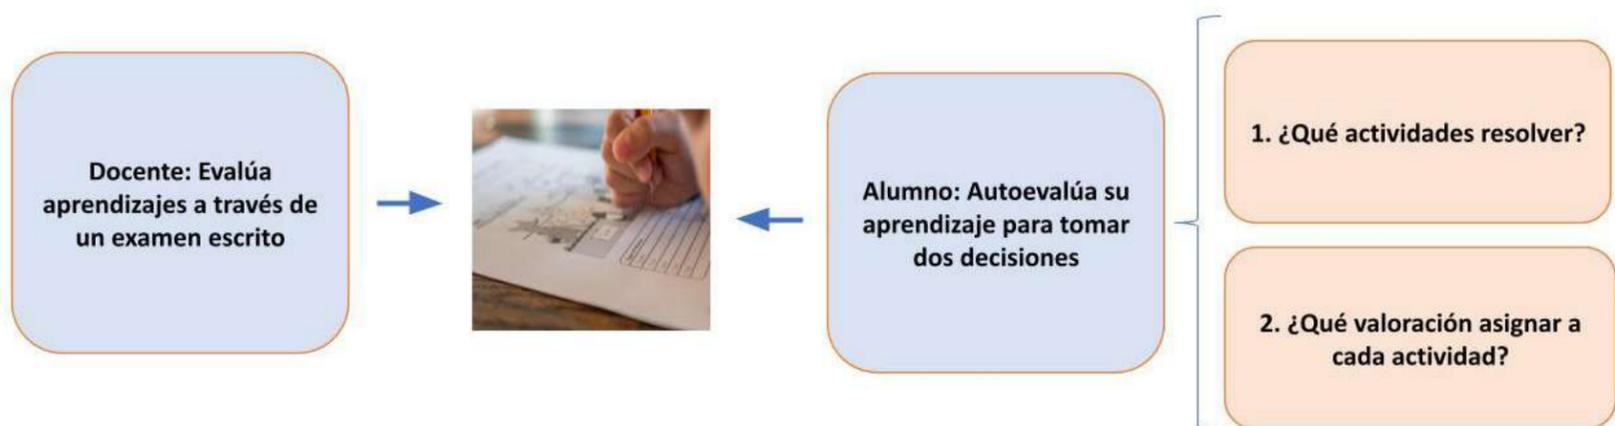 Docente: Evalúa
aprendizajes a través de
un examen escrito
Alumno: Autoevalúa su
aprendizaje para tomar
dos decisiones
1. ¿Qué actividades resolver?
2. ¿Qué valoración asignar a
cada actividad?